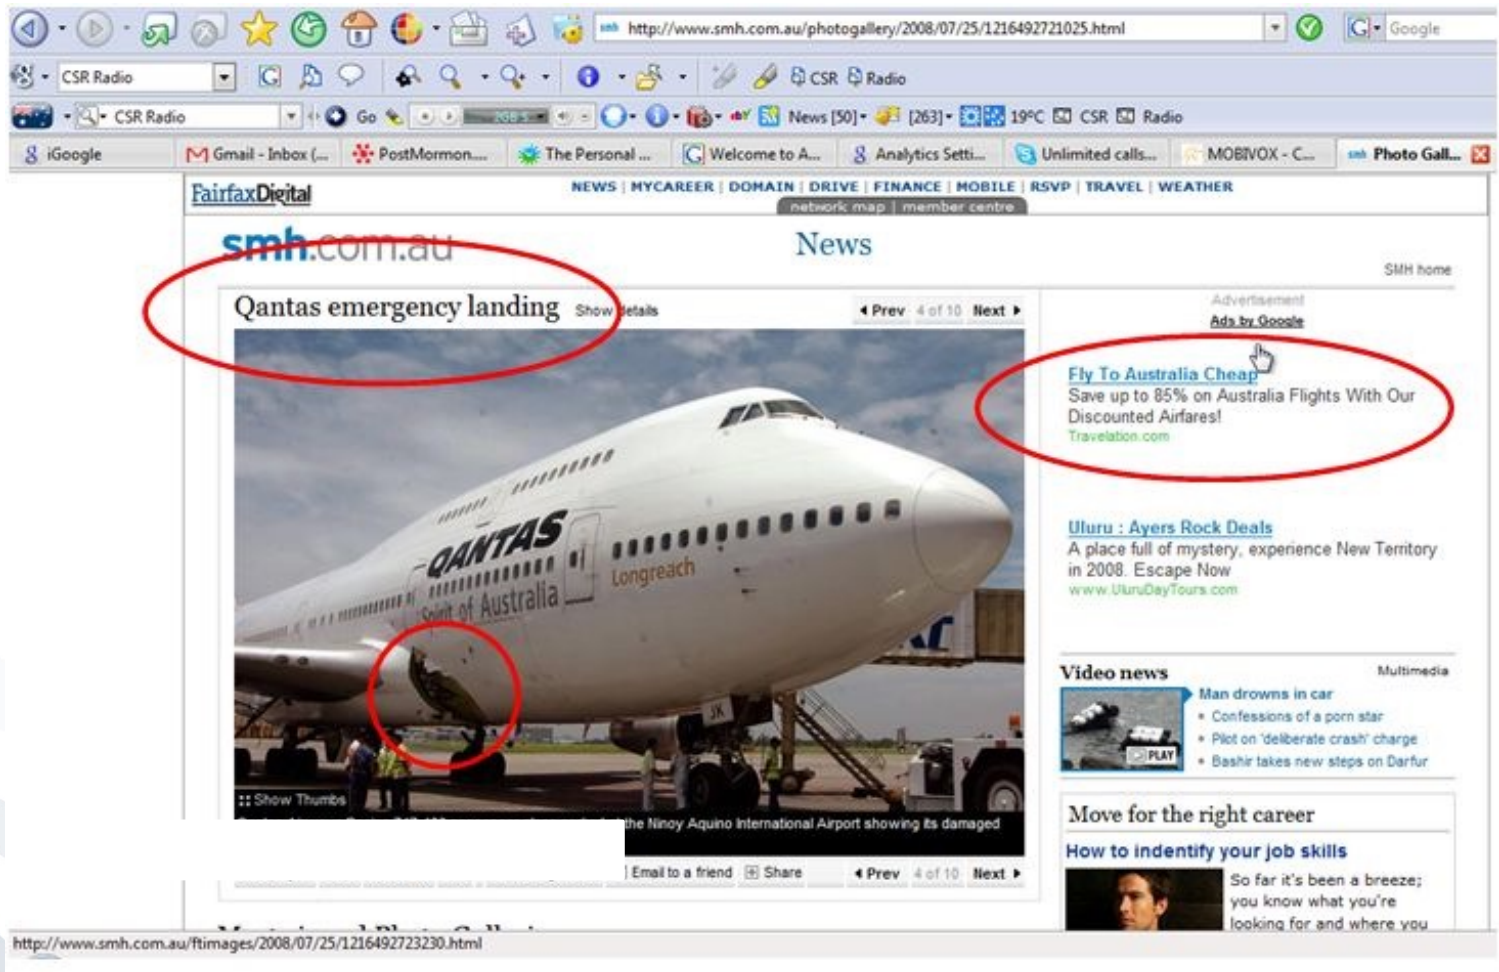 http://www.smh.com.au/photogallery/2008/07/25/1216492721025.html
Google
CSR Radio
CSR Radio
CSR Radio Go News [50] [263] 19°C CSR Radio
iGoogle Gmail - Inbox (... PostMormon.... The Personal ... Welcome to A... Analytics Setti... Unlimited calls... MOBIVOX - C... Photo Gall...
FairfaxDigital
NEWS | MYCAREER | DOMAIN | DRIVE | FINANCE | MOBILE | RSVP | TRAVEL | WEATHER
network map | member centre
smh.com.au
News
SMH home
Qantas emergency landing Show details
Prev 4 of 10 Next
QANTAS
Spirit of Australia
Longreach
JK
Show Thumbs
the Ninoy Aquino International Airport showing its damaged
Email to a friend Share
Prev 4 of 10 Next
Advertisement
Ads by Google
Fly To Australia Cheap
Save up to 85% on Australia Flights With Our
Discounted Airfares!
Travelation.com
Uluru : Ayers Rock Deals
A place full of mystery, experience New Territory
in 2008. Escape Now
www.UluruDayTours.com
Video news Multimedia
Man drowns in car
Confessions of a porn star
Pilot on 'deliberate crash' charge
Bashir takes new steps on Darfur
PLAY
Move for the right career
How to indentify your job skills
So far it's been a breeze;
you know what you're
looking for and where you
http://www.smh.com.au/ftimages/2008/07/25/1216492723230.html